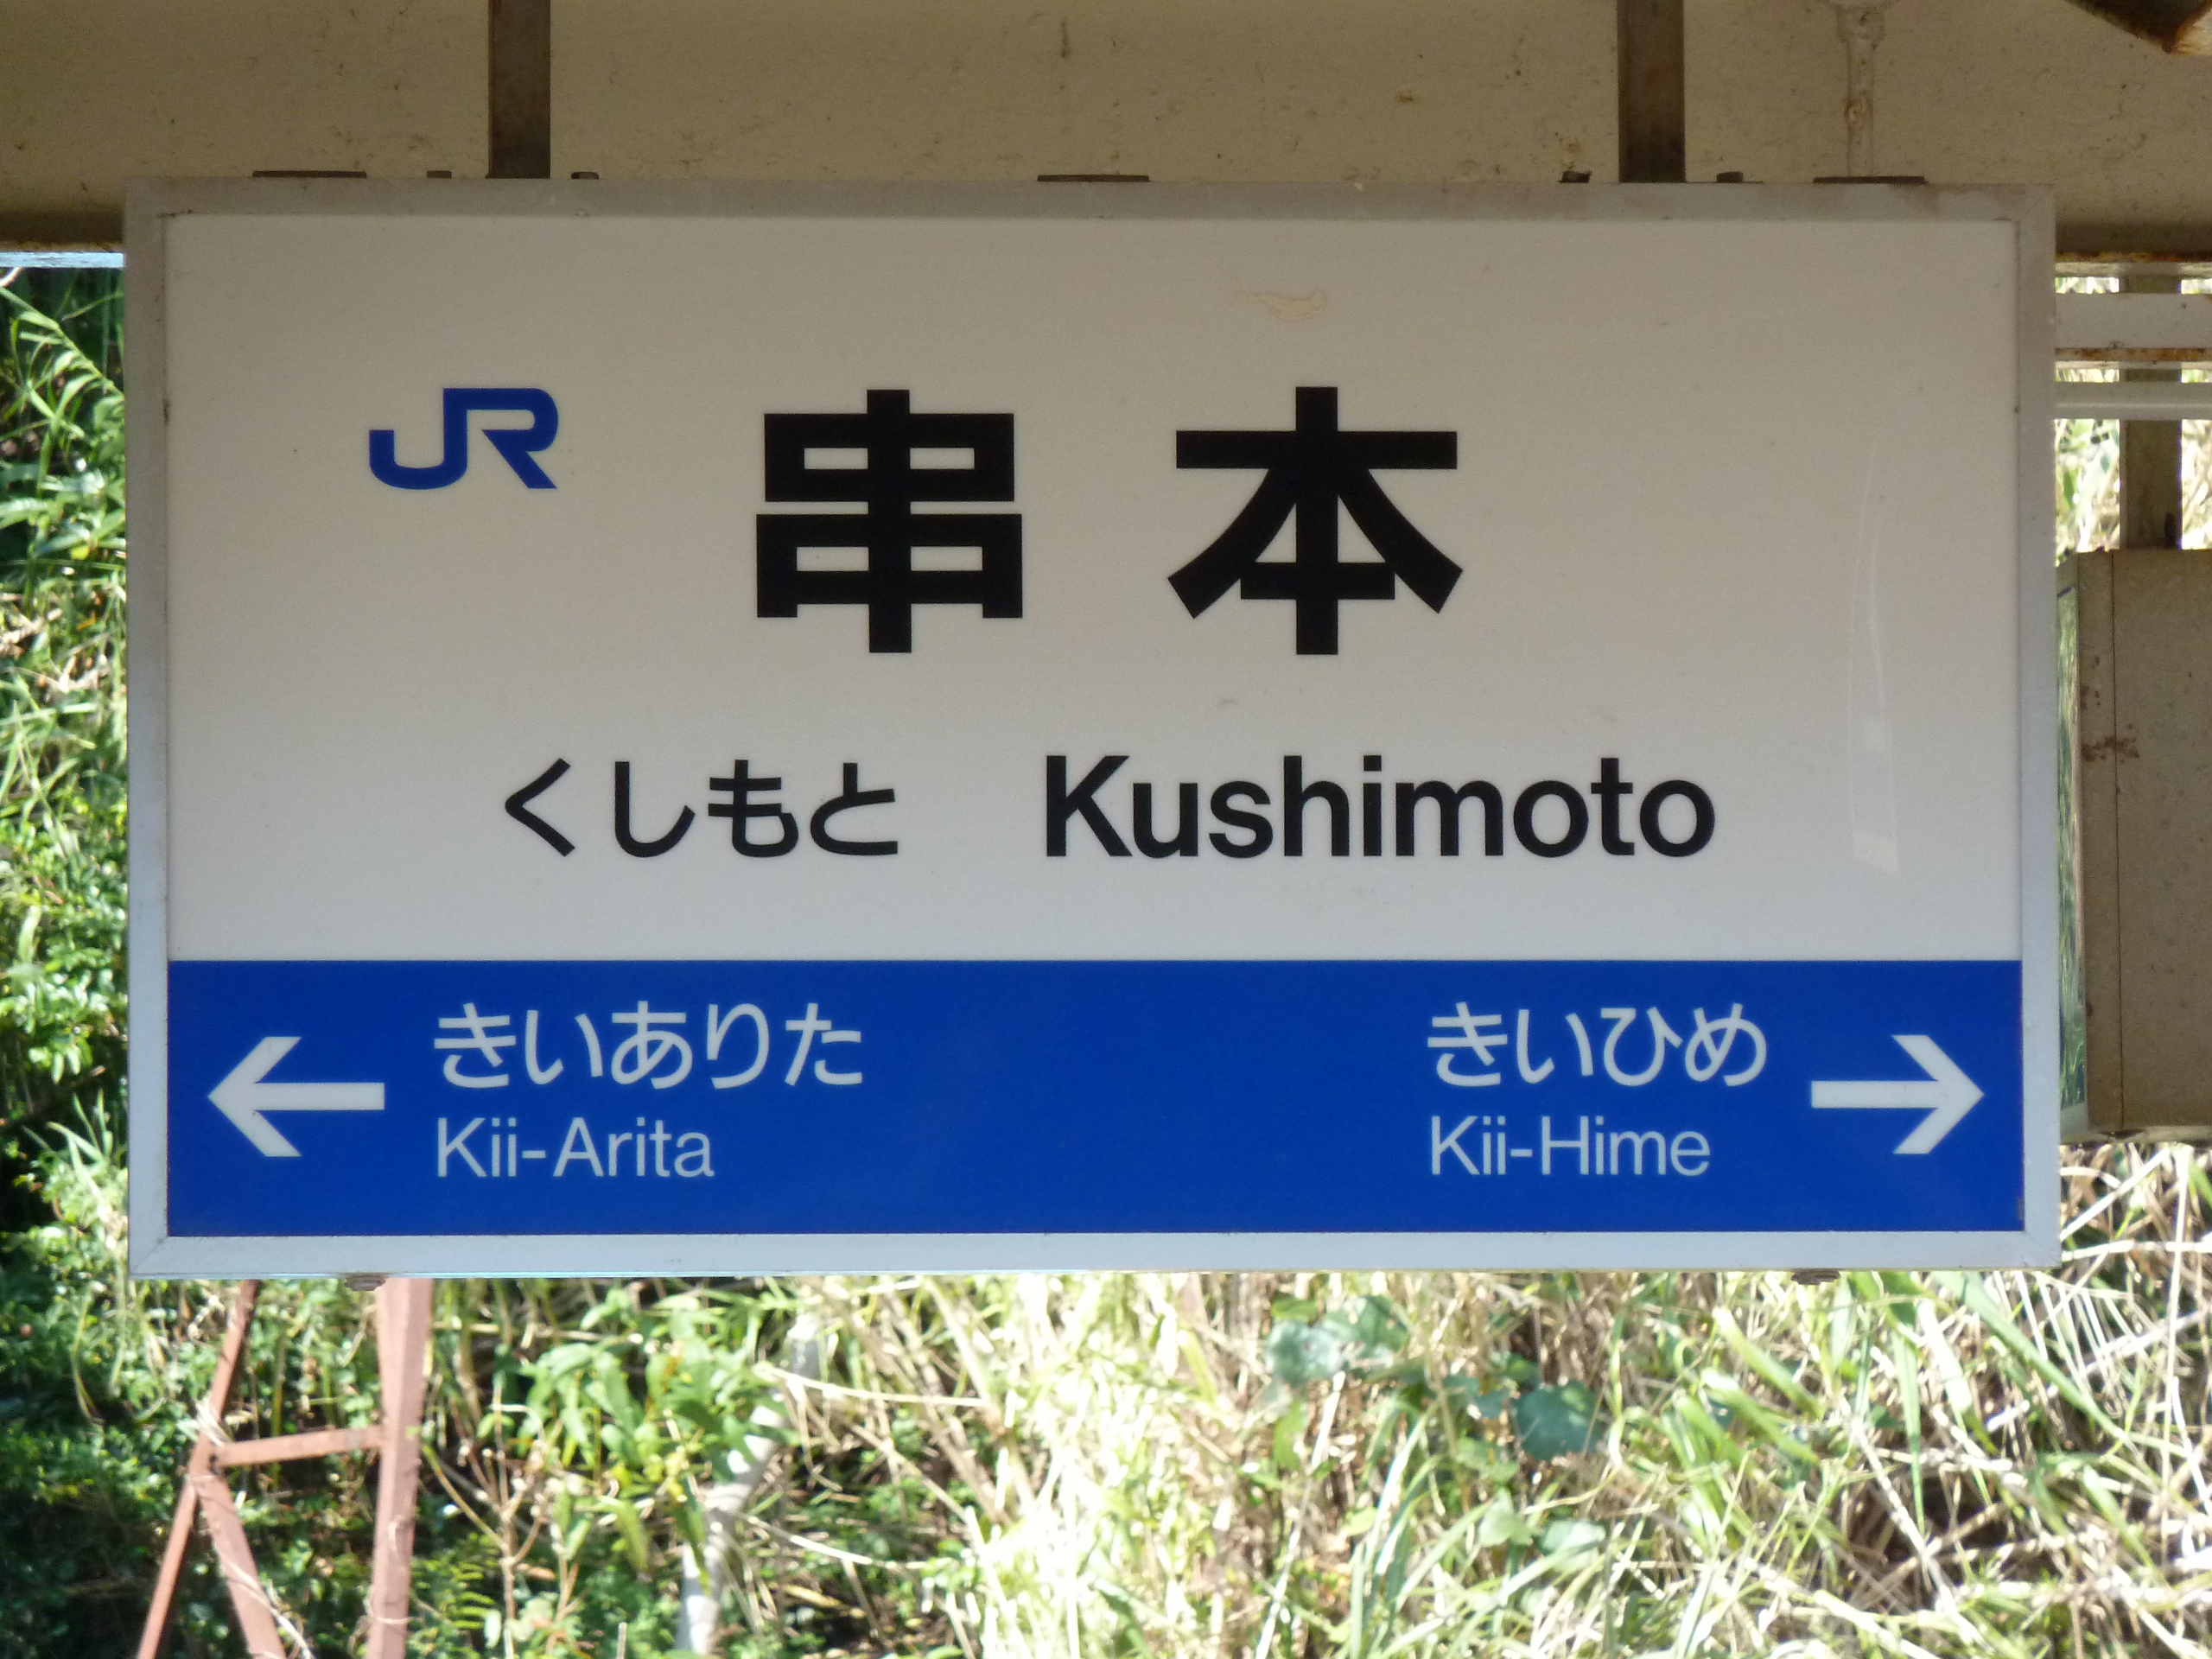 JR 串本
くしもと Kushimoto
← きいありた きいひめ →
Kii-Arita Kii-Hime